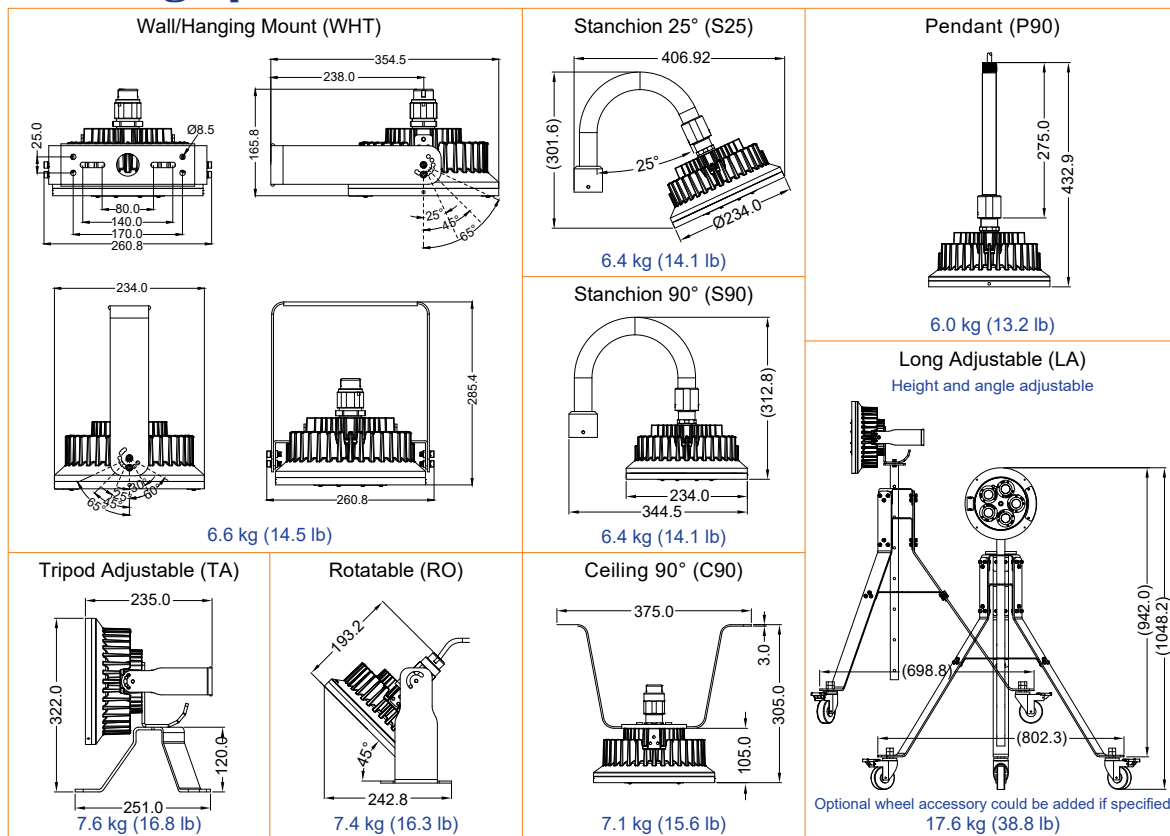 Wall/Hanging Mount (WHT)
354.5
238.0
165.8
25.0
Ø8.5
80.0
140.0
170.0
260.8
25°
45°
65°
234.0
285.4
65°
45°
25°
30°
60°
260.8
6.6 kg (14.5 lb)
Stanchion 25° (S25)
406.92
(301.6)
25°
Ø234.0
6.4 kg (14.1 lb)
Stanchion 90° (S90)
(312.8)
234.0
344.5
6.4 kg (14.1 lb)
Pendant (P90)
275.0
432.9
6.0 kg (13.2 lb)
Long Adjustable (LA)
Height and angle adjustable
(698.8)
(802.3)
(942.0)
(1048.2)
Optional wheel accessory could be added if specified
17.6 kg (38.8 lb)
Tripod Adjustable (TA)
235.0
322.0
120.0
251.0
7.6 kg (16.8 lb)
Rotatable (RO)
193.2
45°
242.8
7.4 kg (16.3 lb)
Ceiling 90° (C90)
375.0
3.0
305.0
105.0
7.1 kg (15.6 lb)